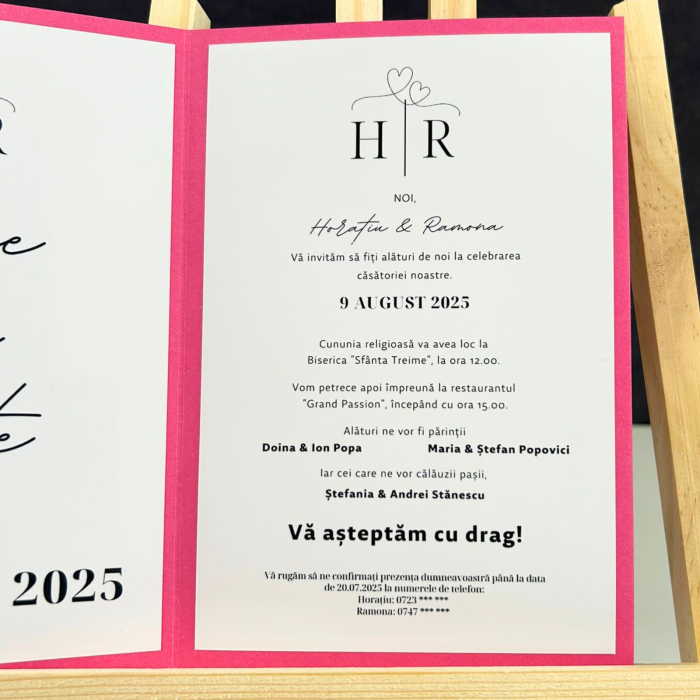 2025
H R
NOI,
Horațiu & Ramona
Vă invităm să fiți alături de noi la celebrarea
căsătoriei noastre.
9 AUGUST 2025
Cununia religioasă va avea loc la
Biserica "Sfânta Treime", la ora 12.00.
Vom petrece apoi împreună la restaurantul
"Grand Passion", începând cu ora 15.00.
Alături ne vor fi părinții
Doina & Ion Popa Maria & Ștefan Popovici
Iar cei care ne vor călăuzii pașii,
Ștefania & Andrei Stănescu
Vă așteptăm cu drag!
Vă rugăm să ne confirmați prezența dumneavoastră până la data
de 20.07.2025 la numerele de telefon:
Horațiu: 0723 *** ***
Ramona: 0747 *** ***